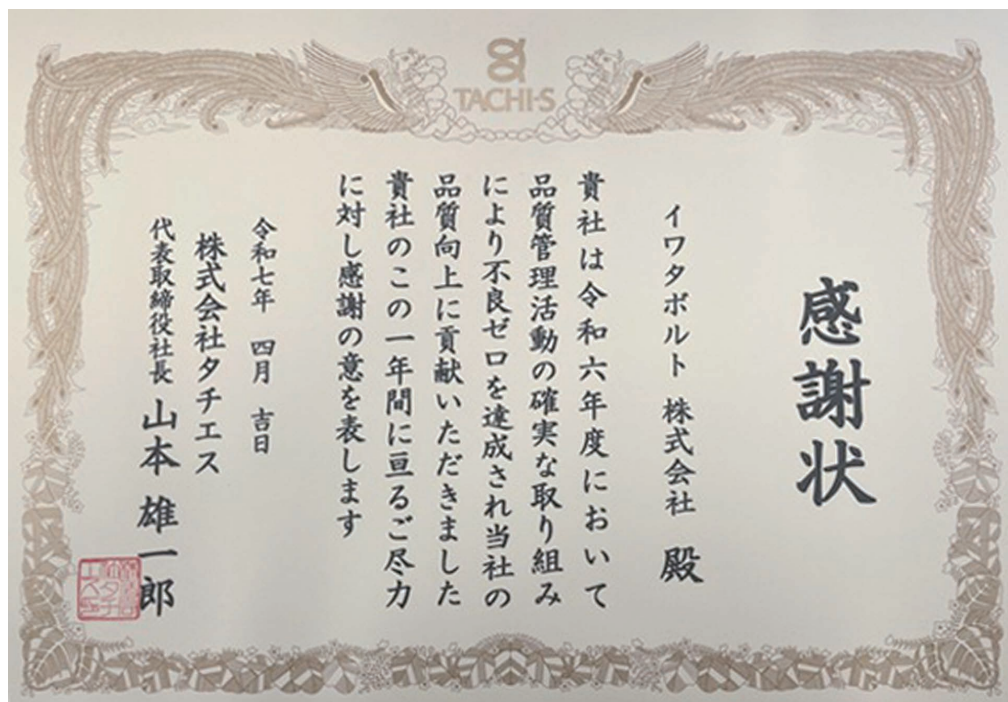 TACHI-S
感謝状
イワタボルト 株式会社 殿
貴社は令和六年度において
品質管理活動の確実な取り組み
により不良ゼロを達成され当社の
品質向上に貢献いただきました
貴社のこの一年間に亘るご尽力
に対し感謝の意を表します
令和七年 四月 吉日
株式会社タチエス
代表取締役社長 山本 雄一郎